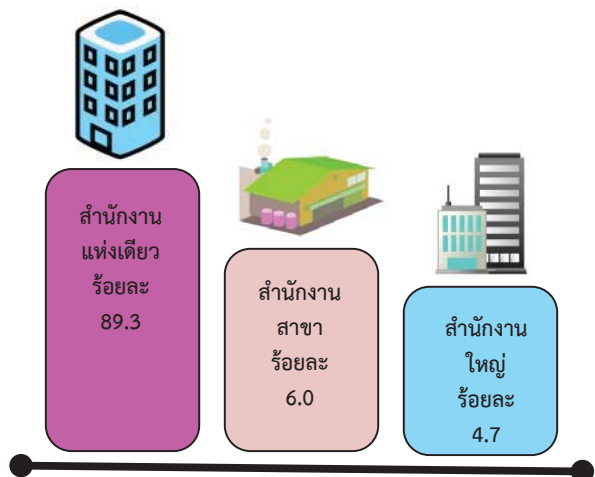 สำนักงาน
แห่งเดียว
ร้อยละ
89.3
สำนักงาน
สาขา
ร้อยละ
6.0
สำนักงาน
ใหญ่
ร้อยละ
4.7